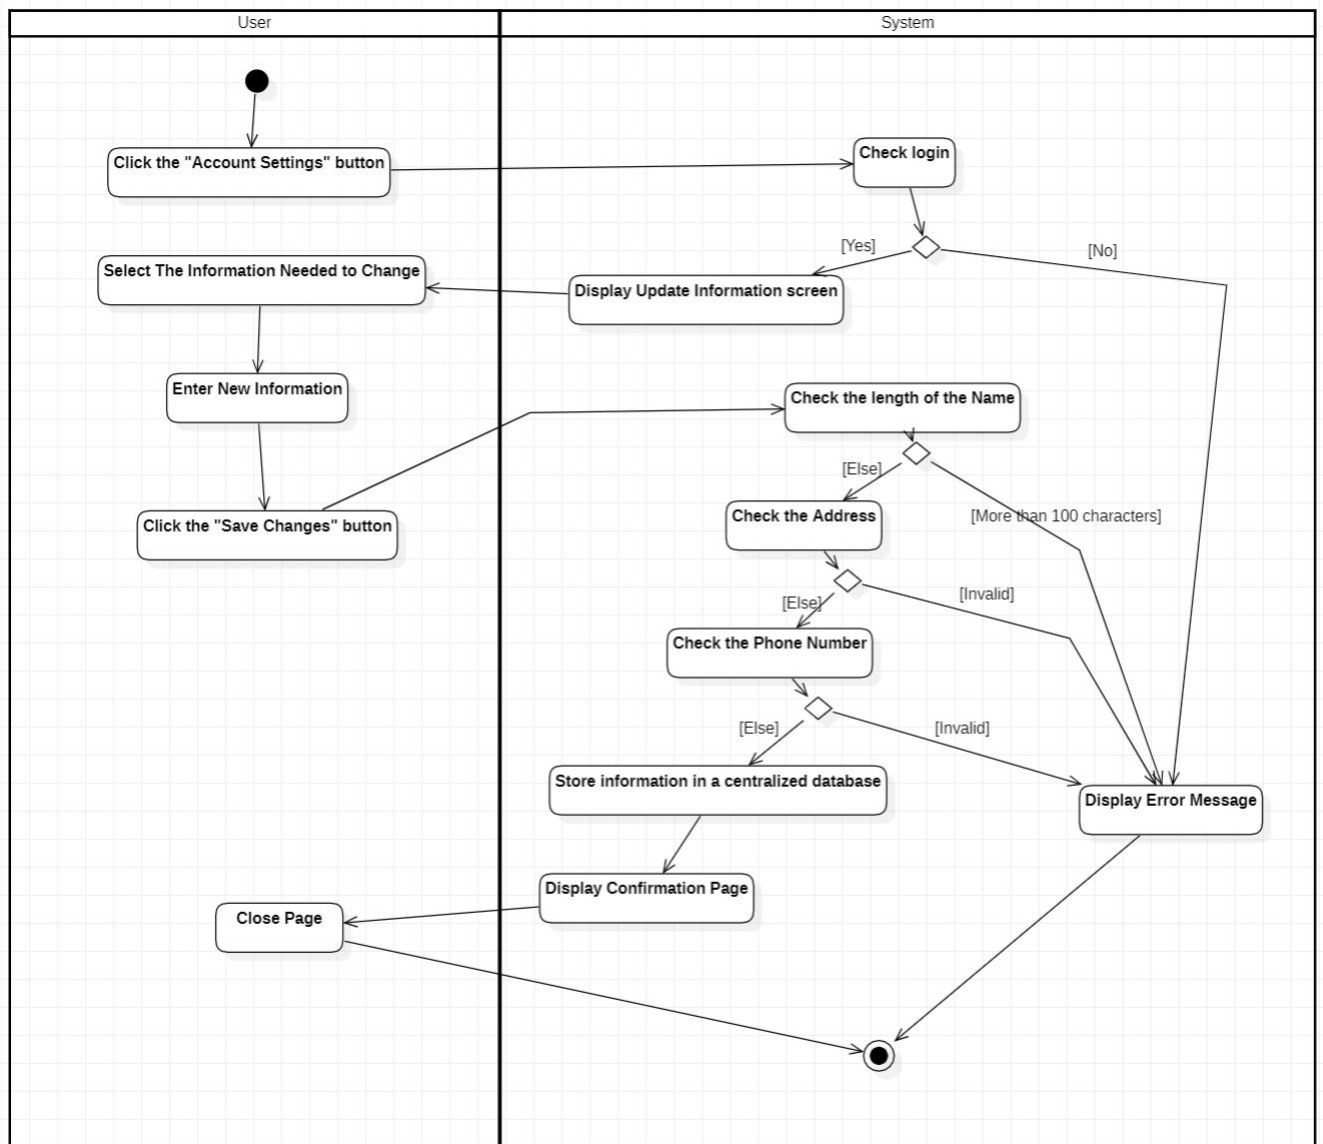 User
System
Click the "Account Settings" button
Check login
[Yes]
[No]
Select The Information Needed to Change
Display Update Information screen
Enter New Information
Check the length of the Name
[Else]
[More than 100 characters]
Click the "Save Changes" button
Check the Address
[Else]
[Invalid]
Check the Phone Number
[Else]
[Invalid]
Store information in a centralized database
Display Error Message
Display Confirmation Page
Close Page